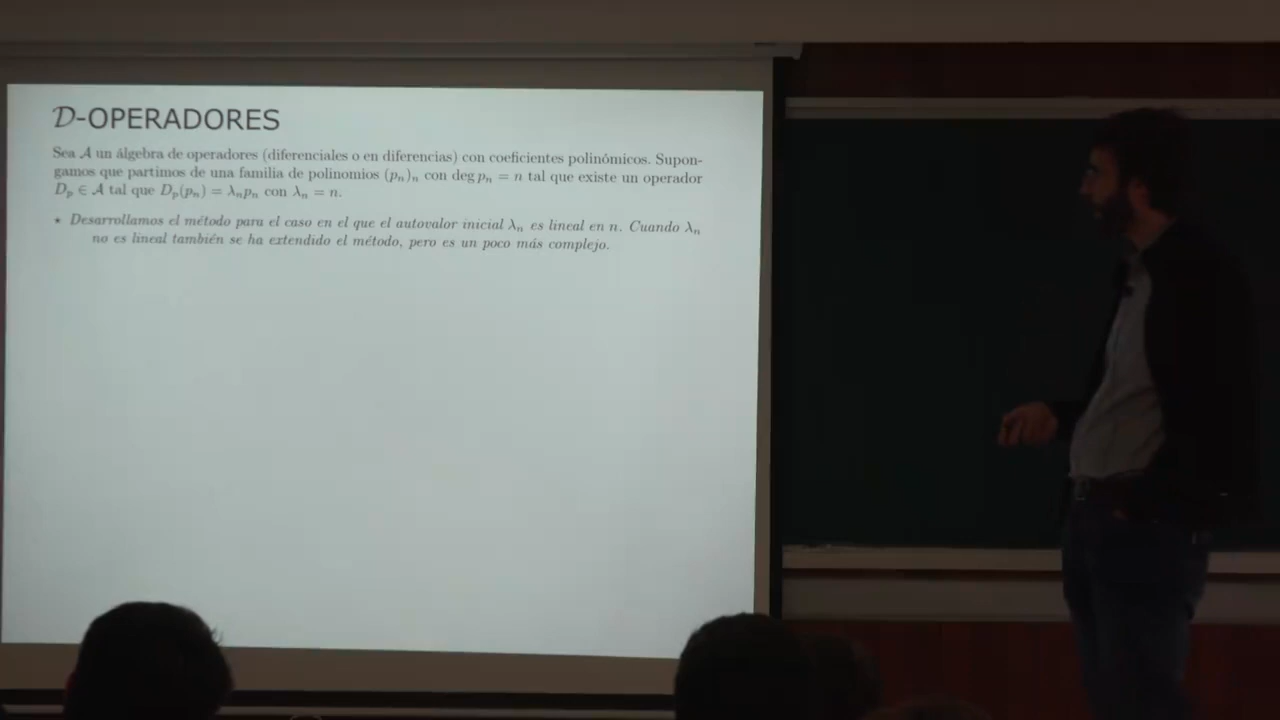 𝒟-OPERADORES
Sea 𝒜 un álgebra de operadores (diferenciales o en diferencias) con coeficientes polinómicos. Supon-
gamos que partimos de una familia de polinomios (pₙ)ₙ con deg pₙ = n tal que existe un operador
Dₚ ∈ 𝒜 tal que Dₚ(pₙ) = λₙpₙ con λₙ = n.
⋆ Desarrollamos el método para el caso en el que el autovalor inicial λₙ es lineal en n. Cuando λₙ
no es lineal también se ha extendido el método, pero es un poco más complejo.